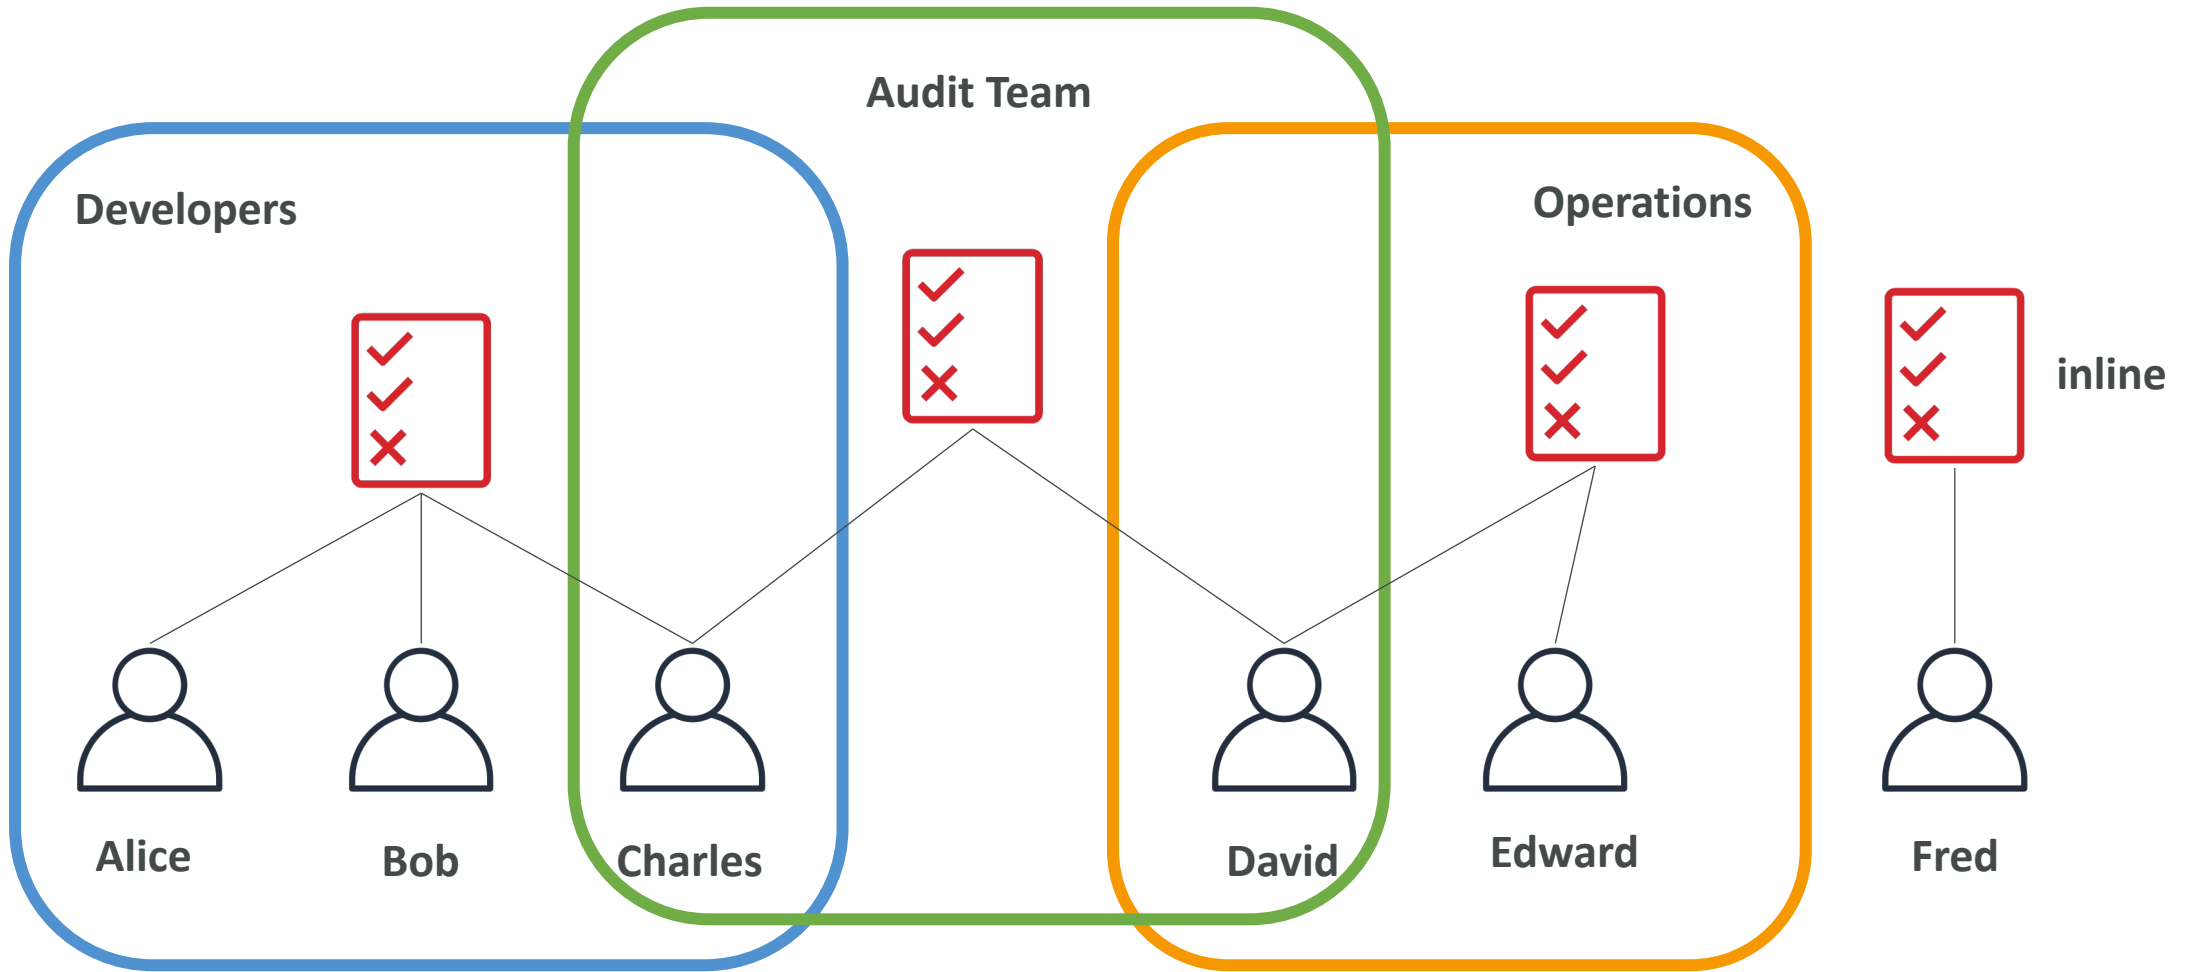 Audit Team
Developers
Operations
inline
Alice
Bob
Charles
David
Edward
Fred